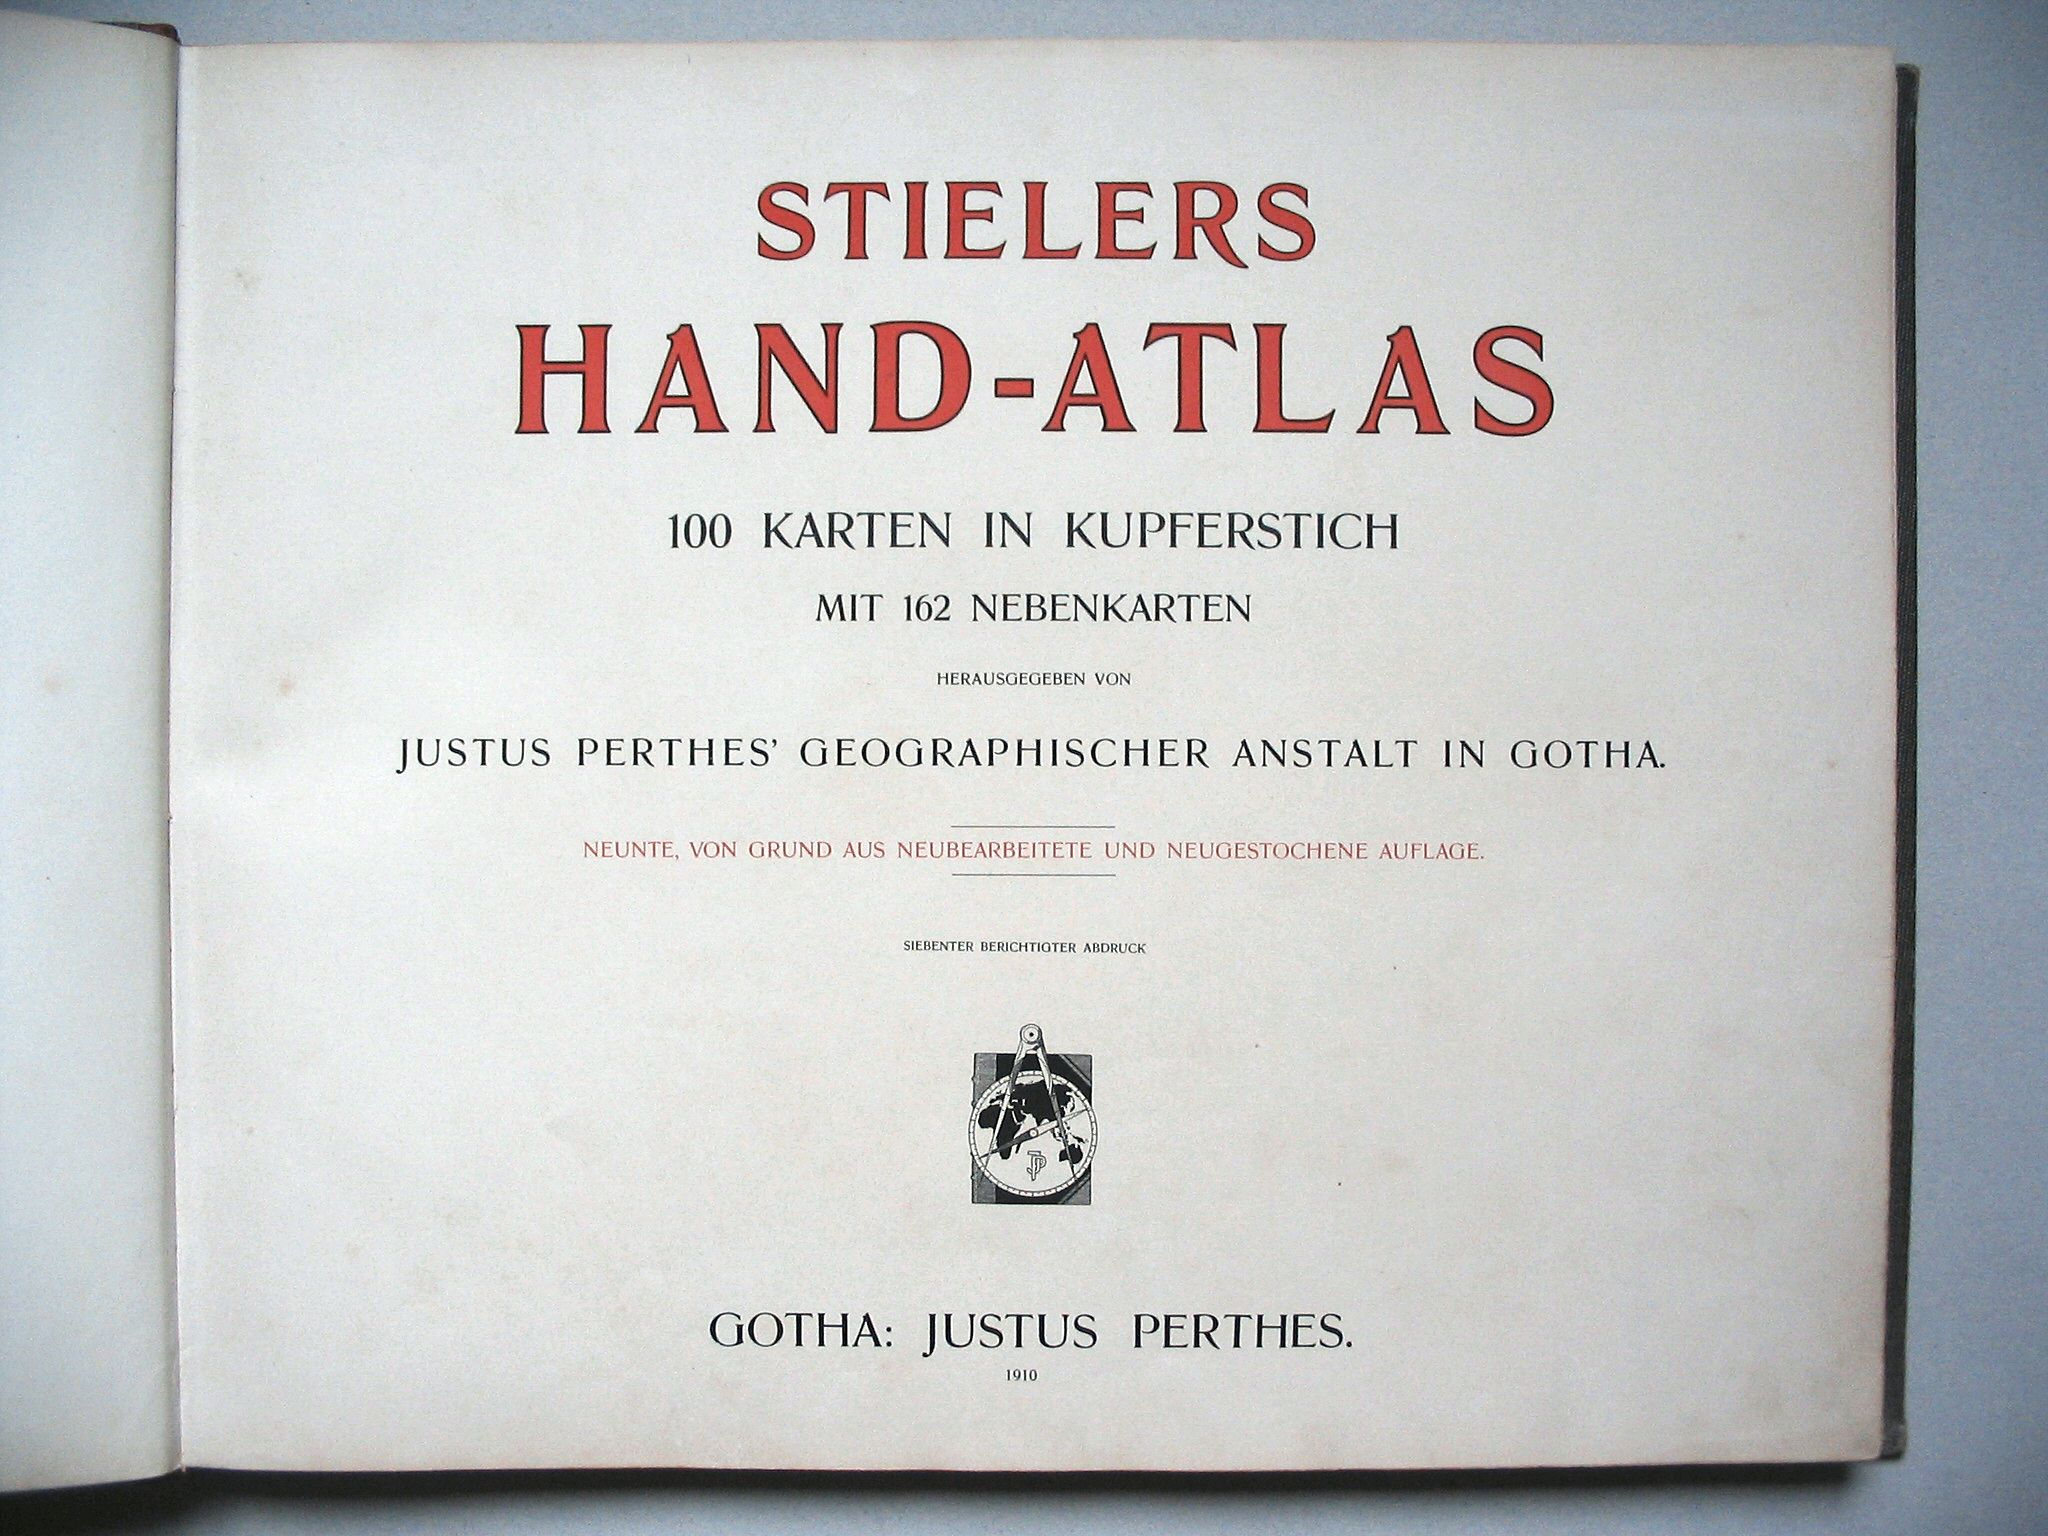 STIELERS
HAND-ATLAS
100 KARTEN IN KUPFERSTICH
MIT 162 NEBENKARTEN
HERAUSGEGEBEN VON
JUSTUS PERTHES' GEOGRAPHISCHER ANSTALT IN GOTHA.
NEUNTE, VON GRUND AUS NEUBEARBEITETE UND NEUGESTOCHENE AUFLAGE.
SIEBENTER BERICHTIGTER ABDRUCK
JP
GOTHA: JUSTUS PERTHES.
1910